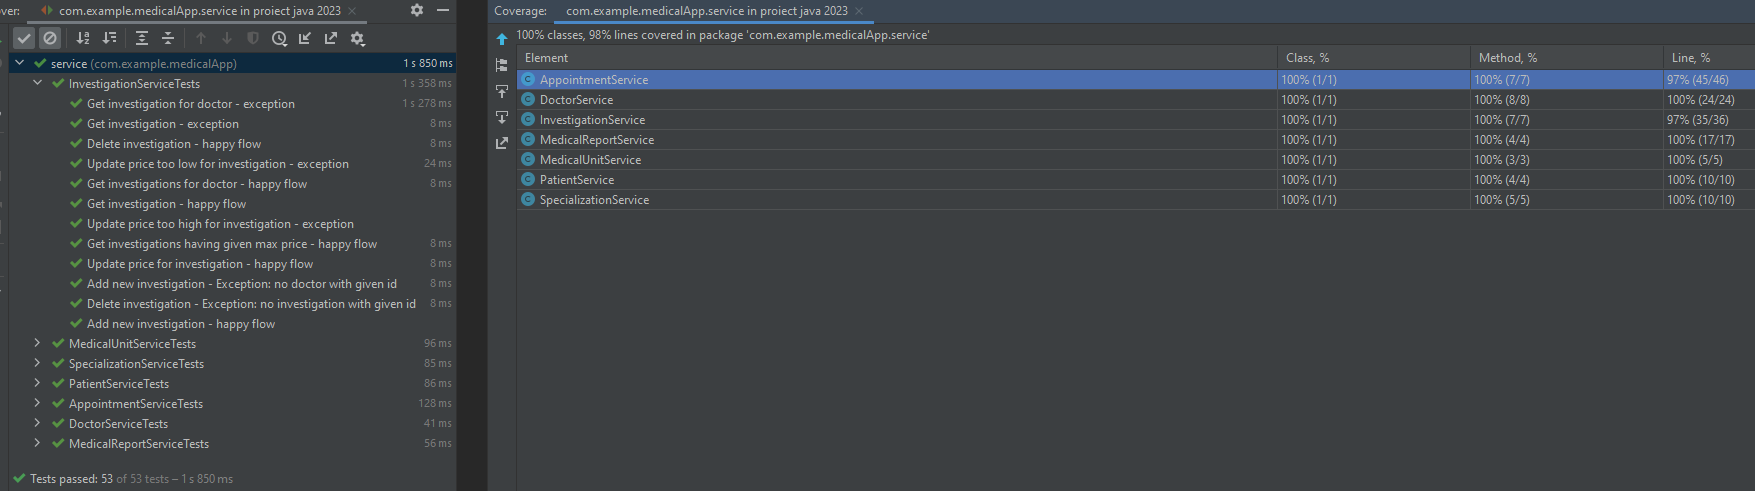 over: com.example.medicalApp.service in proiect java 2023
service (com.example.medicalApp) 1 s 850 ms
InvestigationServiceTests 1 s 358 ms
Get investigation for doctor - exception 1 s 278 ms
Get investigation - exception 8 ms
Delete investigation - happy flow 8 ms
Update price too low for investigation - exception 24 ms
Get investigations for doctor - happy flow 8 ms
Get investigation - happy flow
Update price too high for investigation - exception
Get investigations having given max price - happy flow 8 ms
Update price for investigation - happy flow 8 ms
Add new investigation - Exception: no doctor with given id 8 ms
Delete investigation - Exception: no investigation with given id 8 ms
Add new investigation - happy flow
MedicalUnitServiceTests 96 ms
SpecializationServiceTests 85 ms
PatientServiceTests 86 ms
AppointmentServiceTests 128 ms
DoctorServiceTests 41 ms
MedicalReportServiceTests 56 ms
Tests passed: 53 of 53 tests – 1 s 850 ms
Coverage: com.example.medicalApp.service in proiect java 2023
100% classes, 98% lines covered in package 'com.example.medicalApp.service'
Element Class, % Method, % Line, %
C AppointmentService 100% (1/1) 100% (7/7) 97% (45/46)
C DoctorService 100% (1/1) 100% (8/8) 100% (24/24)
C InvestigationService 100% (1/1) 100% (7/7) 97% (35/36)
C MedicalReportService 100% (1/1) 100% (4/4) 100% (17/17)
C MedicalUnitService 100% (1/1) 100% (3/3) 100% (5/5)
C PatientService 100% (1/1) 100% (4/4) 100% (10/10)
C SpecializationService 100% (1/1) 100% (5/5) 100% (10/10)